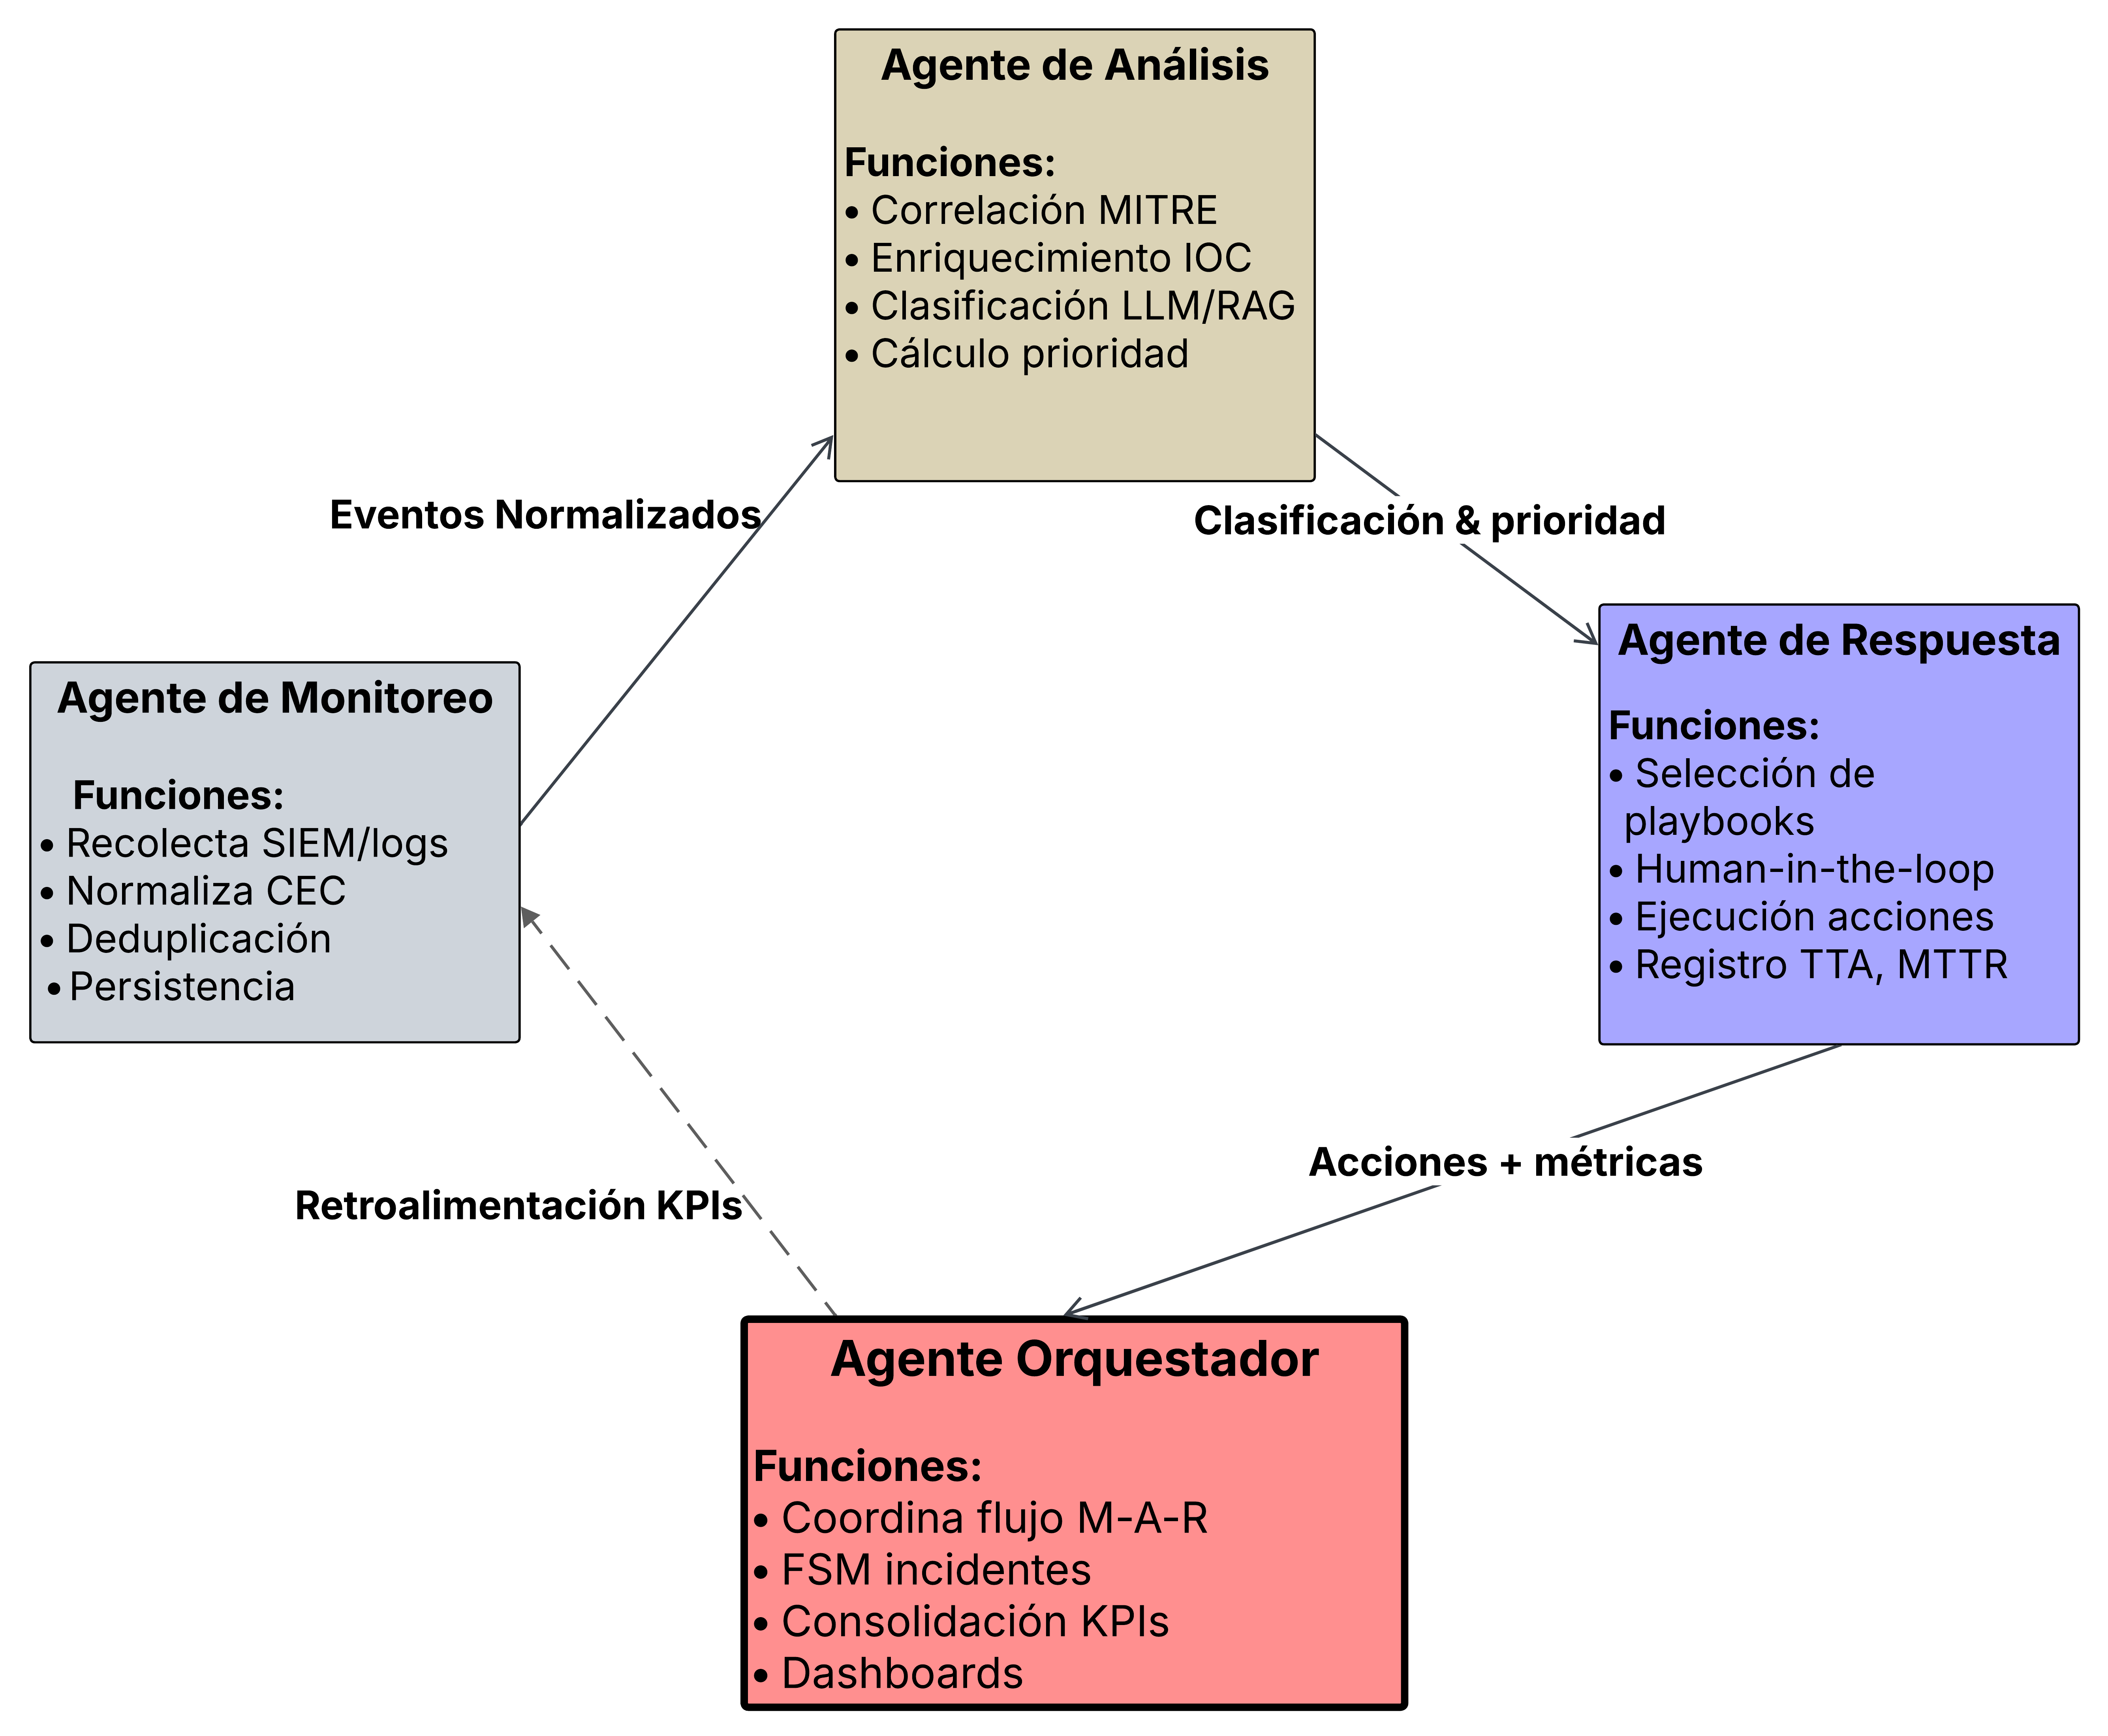 Agente de Análisis
Funciones:
• Correlación MITRE
• Enriquecimiento IOC
• Clasificación LLM/RAG
• Cálculo prioridad
Eventos Normalizados
Clasificación & prioridad
Agente de Monitoreo
Funciones:
• Recolecta SIEM/logs
• Normaliza CEC
• Deduplicación
• Persistencia
Agente de Respuesta
Funciones:
• Selección de
playbooks
• Human-in-the-loop
• Ejecución acciones
• Registro TTA, MTTR
Acciones + métricas
Retroalimentación KPIs
Agente Orquestador
Funciones:
• Coordina flujo M-A-R
• FSM incidentes
• Consolidación KPIs
• Dashboards